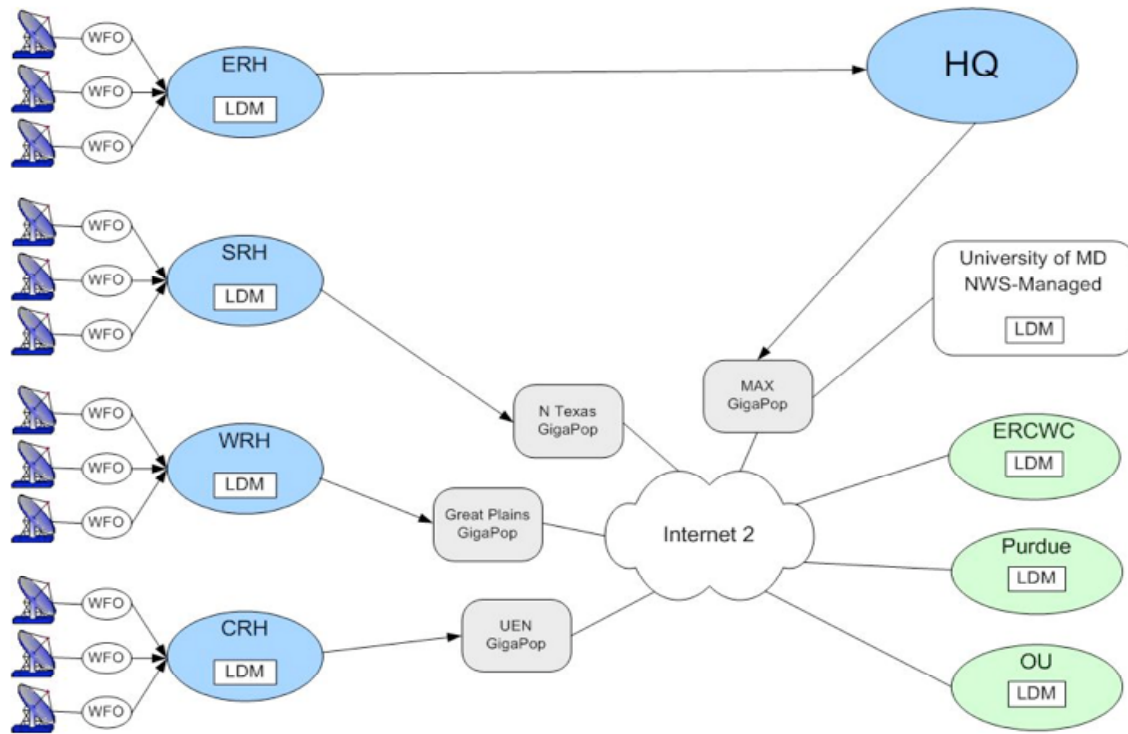 WFO
WFO
WFO
ERH
LDM
HQ
WFO
WFO
WFO
SRH
LDM
University of MD
NWS-Managed
LDM
MAX
GigaPop
N Texas
GigaPop
WFO
WFO
WFO
WRH
LDM
Great Plains
GigaPop
Internet 2
ERCWC
LDM
Purdue
LDM
WFO
WFO
WFO
CRH
LDM
UEN
GigaPop
OU
LDM